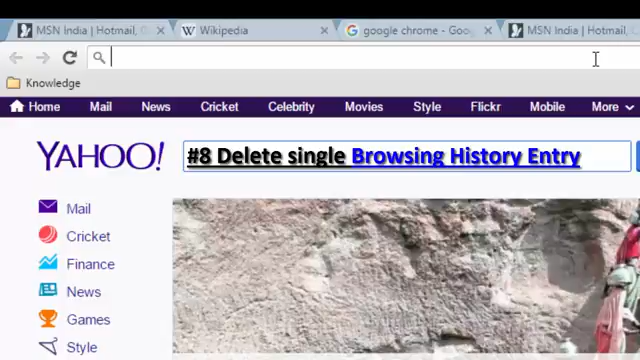 MSN India | Hotmail, Wikipedia google chrome - Goog MSN India | Hotmail,
Knowledge
Home Mail News Cricket Celebrity Movies Style Flickr Mobile More
YAHOO!
#8 Delete single Browsing History Entry
Mail
Cricket
Finance
News
Games
Style